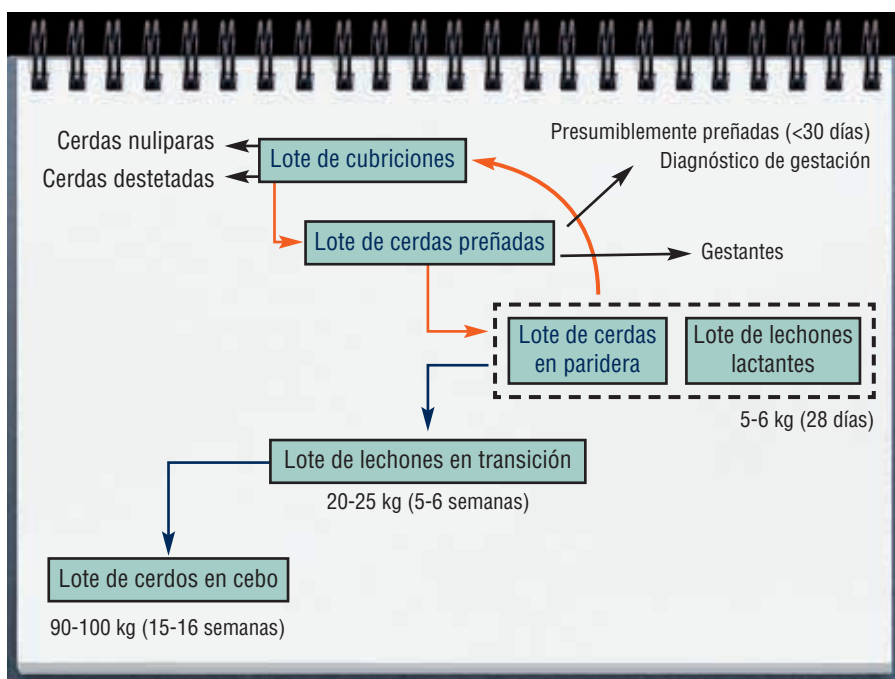 Cerdas nuliparas
Cerdas destetadas
Lote de cubriciones
Presumiblemente preñadas (<30 días)
Diagnóstico de gestación
Lote de cerdas preñadas
Gestantes
Lote de cerdas
en paridera
Lote de lechones
lactantes
5-6 kg (28 días)
Lote de lechones en transición
20-25 kg (5-6 semanas)
Lote de cerdos en cebo
90-100 kg (15-16 semanas)